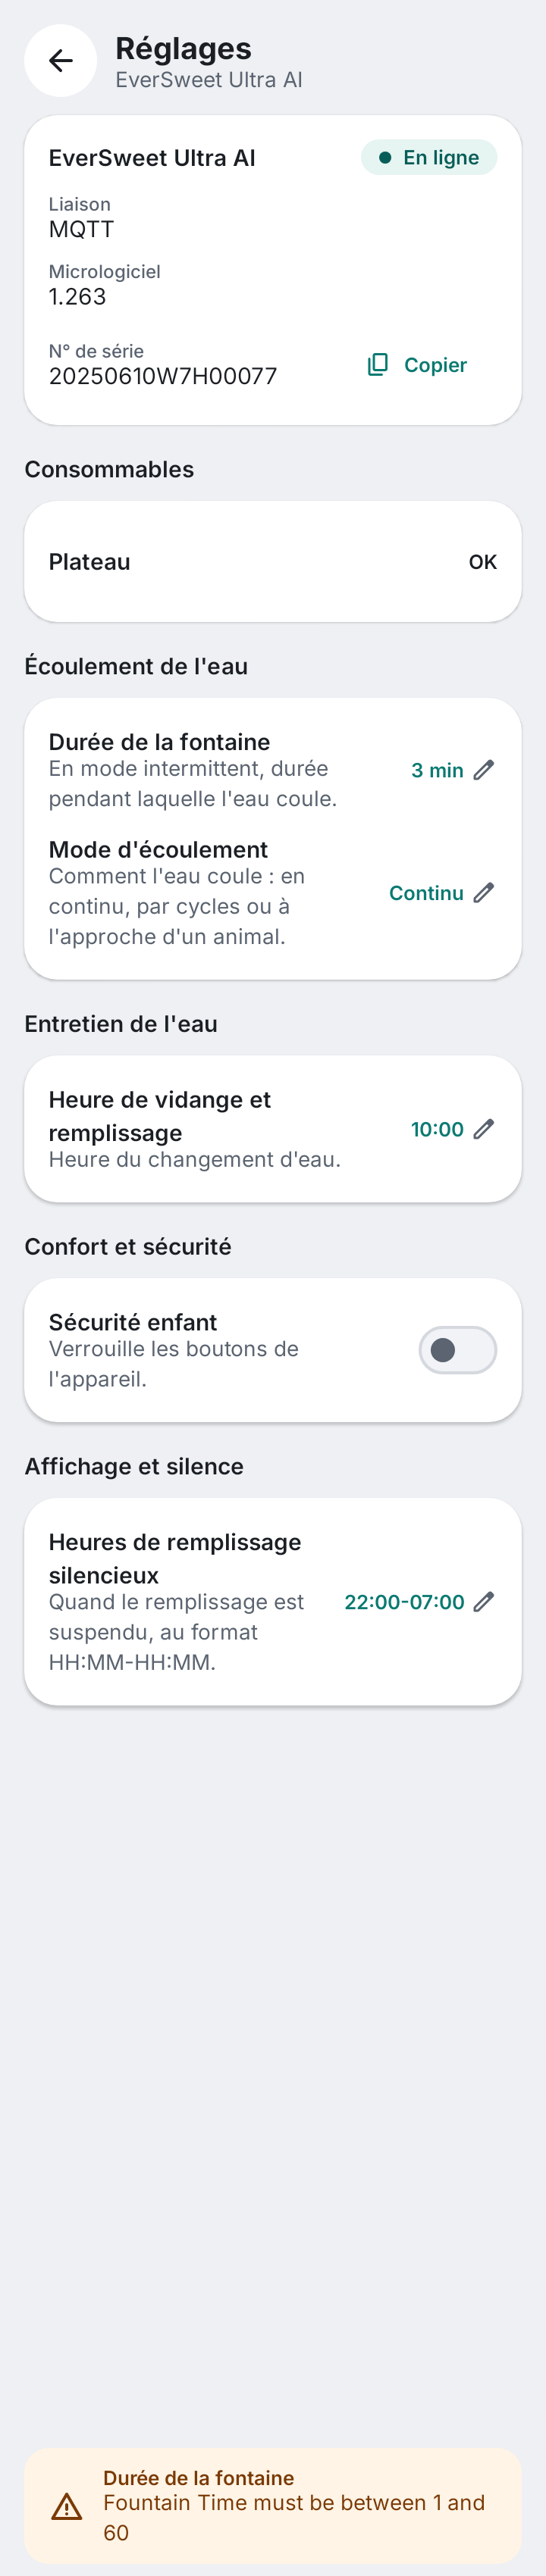 Réglages
EverSweet Ultra AI
EverSweet Ultra AI
En ligne
Liaison
MQTT
Micrologiciel
1.263
N° de série
20250610W7H00077
Copier
Consommables
Plateau
OK
Écoulement de l'eau
Durée de la fontaine
En mode intermittent, durée
pendant laquelle l'eau coule.
3 min
Mode d'écoulement
Comment l'eau coule : en
continu, par cycles ou à
l'approche d'un animal.
Continu
Entretien de l'eau
Heure de vidange et
remplissage
Heure du changement d'eau.
10:00
Confort et sécurité
Sécurité enfant
Verrouille les boutons de
l'appareil.
Affichage et silence
Heures de remplissage
silencieux
Quand le remplissage est
suspendu, au format
HH:MM-HH:MM.
22:00-07:00
Durée de la fontaine
Fountain Time must be between 1 and
60